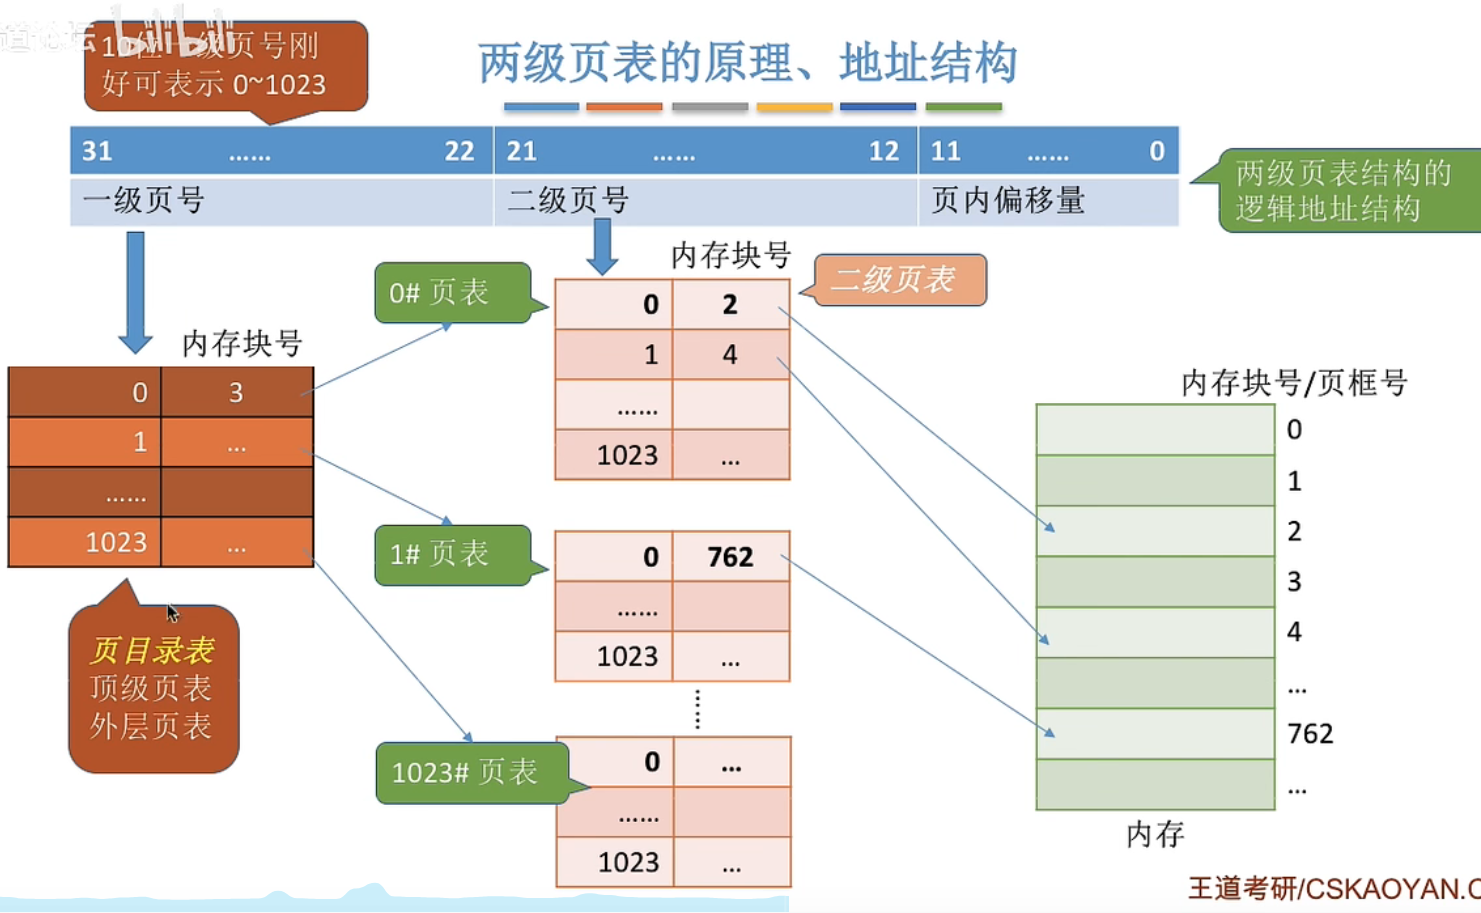 道论坛 bilibili
10位一级页号刚
好可表示 0~1023
两级页表的原理、地址结构
31 …… 22 21 …… 12 11 …… 0
一级页号 二级页号 页内偏移量
两级页表结构的
逻辑地址结构
内存块号
0 3
1 …
……
1023 …
页目录表
顶级页表
外层页表
0# 页表
内存块号
二级页表
0 2
1 4
……
1023 …
1# 页表
0 762
……
1023 …
1023# 页表
0 …
……
1023 …
内存块号/页框号
0
1
2
3
4
…
762
…
内存
王道考研/CSKAOYAN.C